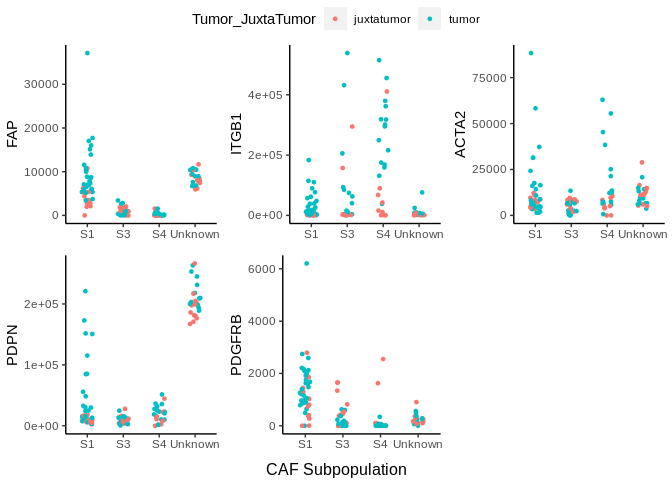 Tumor_JuxtaTumor juxtatumor tumor
FAP
30000
20000
10000
0
S1 S3 S4 Unknown
ITGB1
4e+05
2e+05
0e+00
S1 S3 S4 Unknown
ACTA2
75000
50000
25000
0
S1 S3 S4 Unknown
PDPN
2e+05
1e+05
0e+00
S1 S3 S4 Unknown
PDGFRB
6000
4000
2000
0
S1 S3 S4 Unknown
CAF Subpopulation